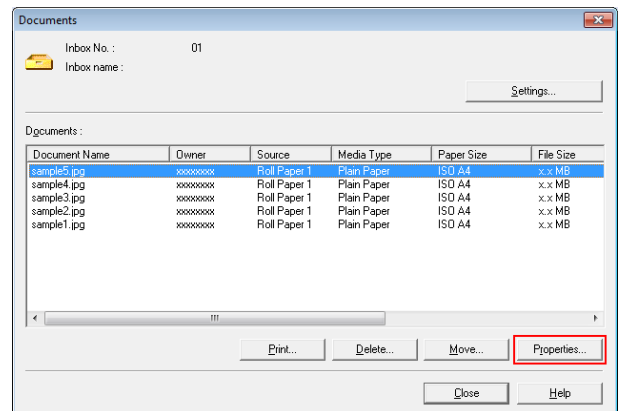 Documents
Inbox No. : 01
Inbox name :
Settings...
Documents :
Document Name Owner Source Media Type Paper Size File Size
sample5.jpg xxxxxxxx Roll Paper 1 Plain Paper ISO A4 x.x MB
sample4.jpg xxxxxxxx Roll Paper 1 Plain Paper ISO A4 x.x MB
sample3.jpg xxxxxxxx Roll Paper 1 Plain Paper ISO A4 x.x MB
sample2.jpg xxxxxxxx Roll Paper 1 Plain Paper ISO A4 x.x MB
sample1.jpg xxxxxxxx Roll Paper 1 Plain Paper ISO A4 x.x MB
Print... Delete... Move... Properties...
Close Help